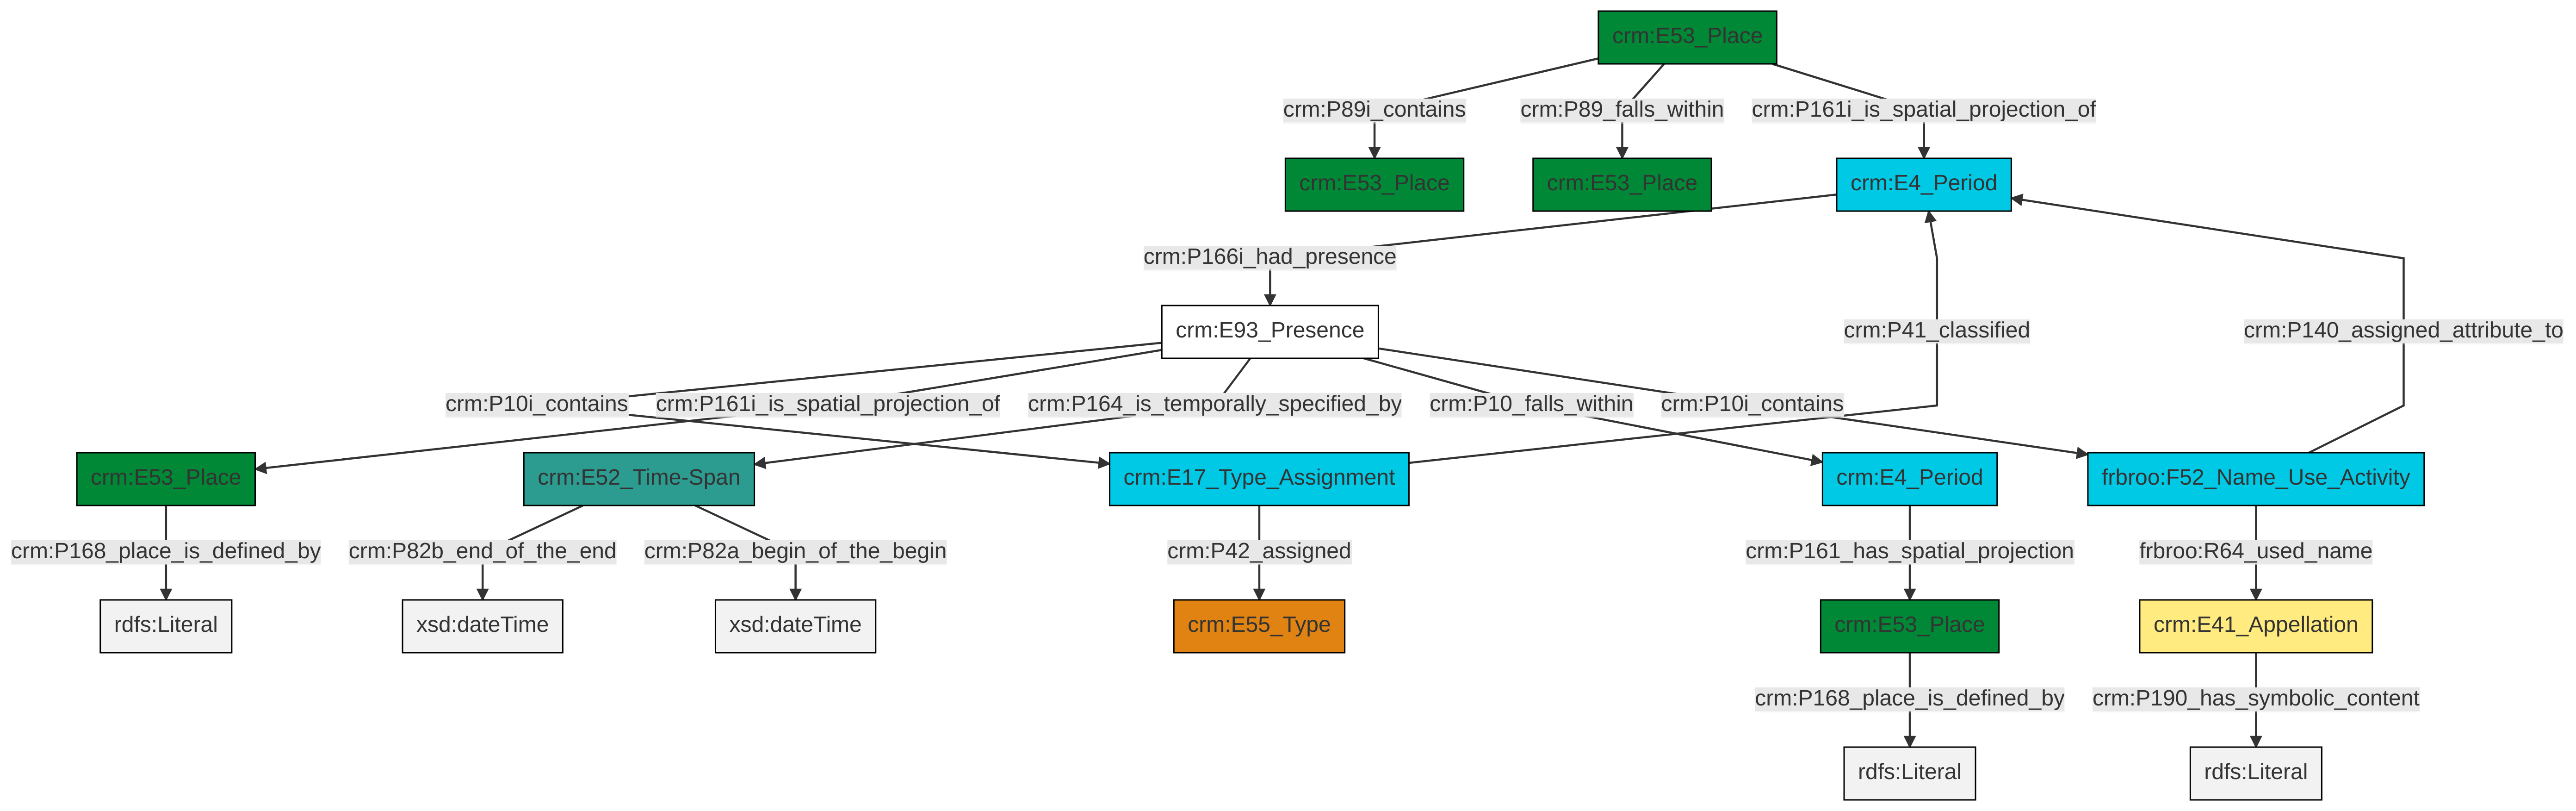 crm:E53_Place
crm:P89i_contains
crm:P89_falls_within
crm:P161i_is_spatial_projection_of
crm:E53_Place
crm:E53_Place
crm:E4_Period
crm:P166i_had_presence
crm:E93_Presence
crm:P41_classified
crm:P140_assigned_attribute_to
crm:P10i_contains
crm:P161i_is_spatial_projection_of
crm:P164_is_temporally_specified_by
crm:P10_falls_within
crm:P10i_contains
crm:E53_Place
crm:E52_Time-Span
crm:E17_Type_Assignment
crm:E4_Period
frbroo:F52_Name_Use_Activity
crm:P168_place_is_defined_by
crm:P82b_end_of_the_end
crm:P82a_begin_of_the_begin
crm:P42_assigned
crm:P161_has_spatial_projection
frbroo:R64_used_name
rdfs:Literal
xsd:dateTime
xsd:dateTime
crm:E55_Type
crm:E53_Place
crm:E41_Appellation
crm:P168_place_is_defined_by
crm:P190_has_symbolic_content
rdfs:Literal
rdfs:Literal